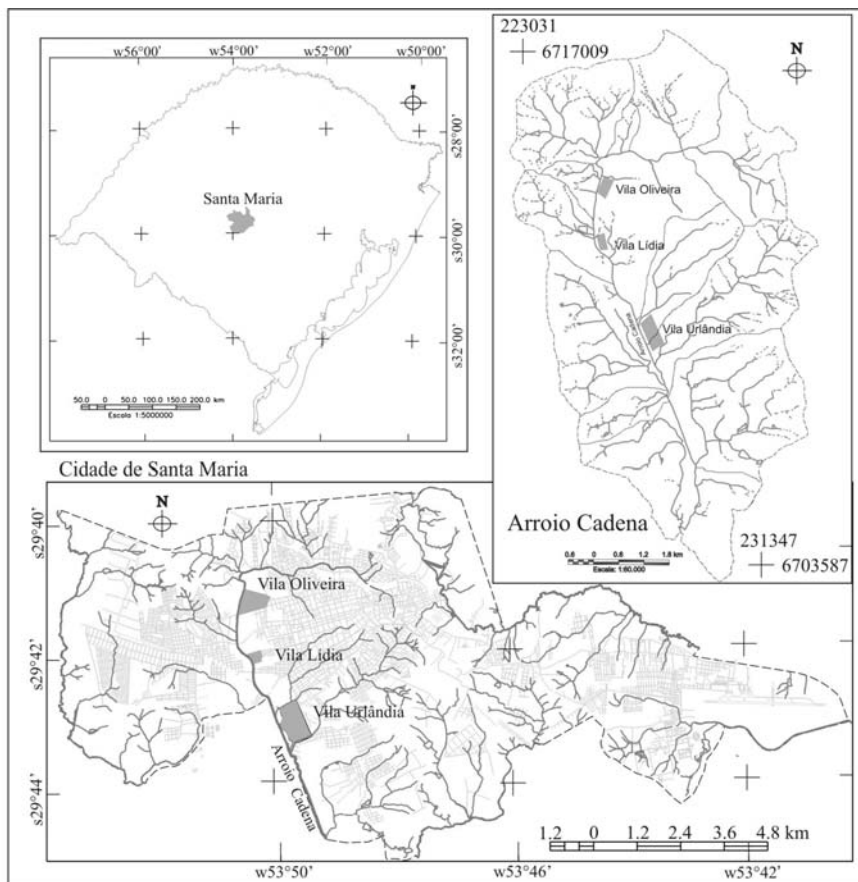 w56°00' w54°00' w52°00' w50°00'
N
s28°00'
s30°00'
s32°00'
Santa Maria
50.0 0 50.0 100.0 150.0 200.0 km
Escala 1:5000000
223031
6717009
N
Vila Oliveira
Vila Lídia
Vila Urlândia
Arroio Cadena
Arroio Cadena
231347
6703587
0.6 0 0.6 1.2 1.8 km
Escala: 1:60.000
Cidade de Santa Maria
N
s29°40'
s29°42'
s29°44'
Vila Oliveira
Vila Lídia
Vila Urlândia
Arroio Cadena
1.2 0 1.2 2.4 3.6 4.8 km
w53°50' w53°46' w53°42'